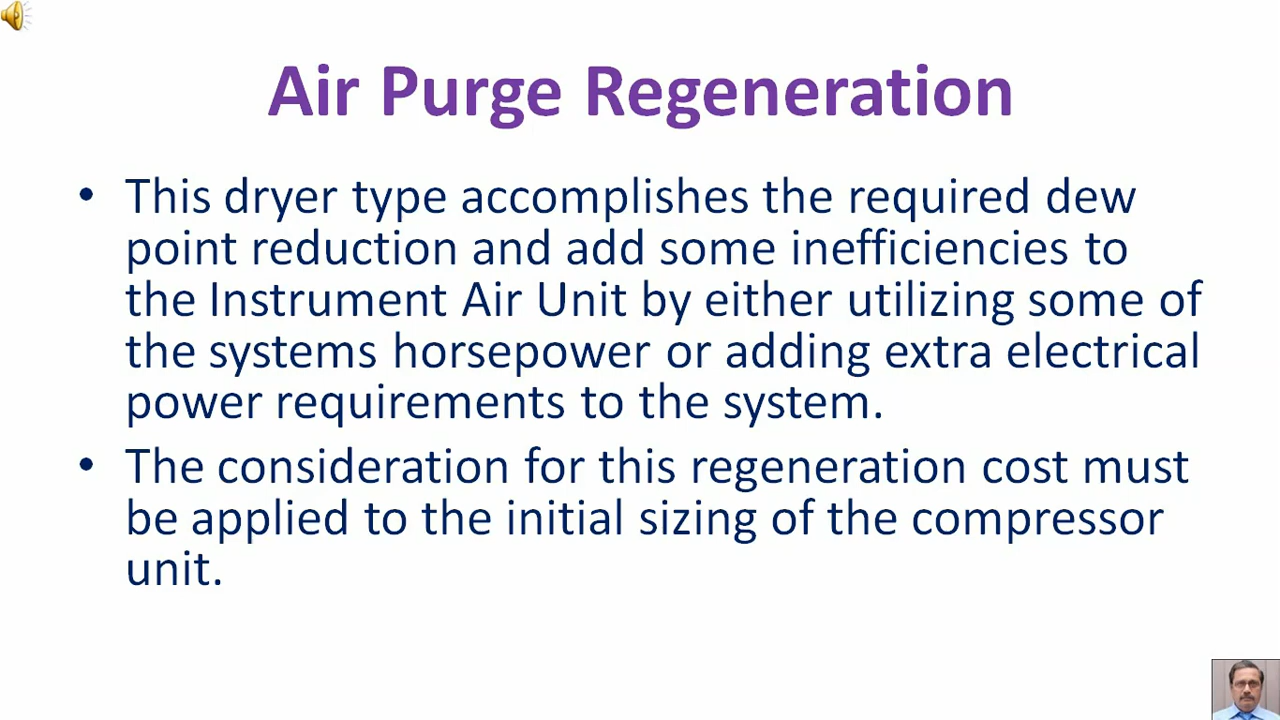 Air Purge Regeneration
• This dryer type accomplishes the required dew
point reduction and add some inefficiencies to
the Instrument Air Unit by either utilizing some of
the systems horsepower or adding extra electrical
power requirements to the system.
• The consideration for this regeneration cost must
be applied to the initial sizing of the compressor
unit.